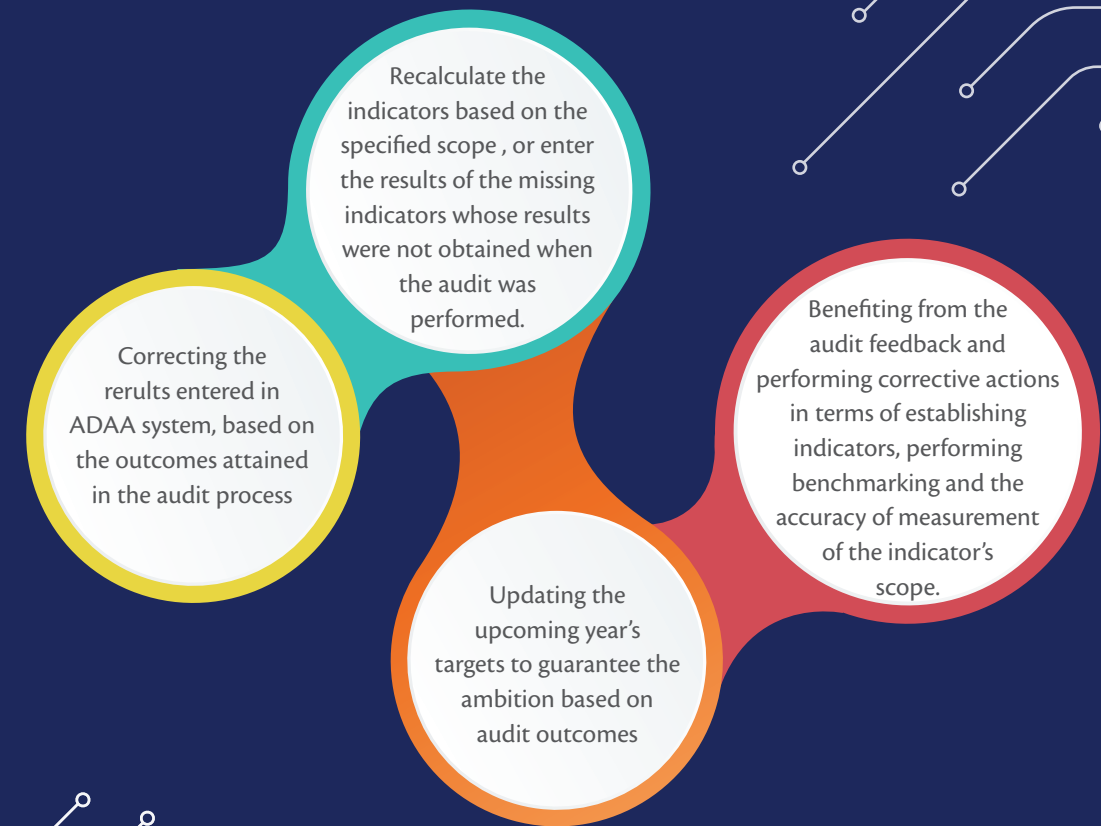 Correcting the
rerults entered in
ADAA system, based on
the outcomes attained
in the audit process
Recalculate the
indicators based on the
specified scope , or enter
the results of the missing
indicators whose results
were not obtained when
the audit was
performed.
Updating the
upcoming year’s
targets to guarantee the
ambition based on
audit outcomes
Benefiting from the
audit feedback and
performing corrective actions
in terms of establishing
indicators, performing
benchmarking and the
accuracy of measurement
of the indicator’s
scope.